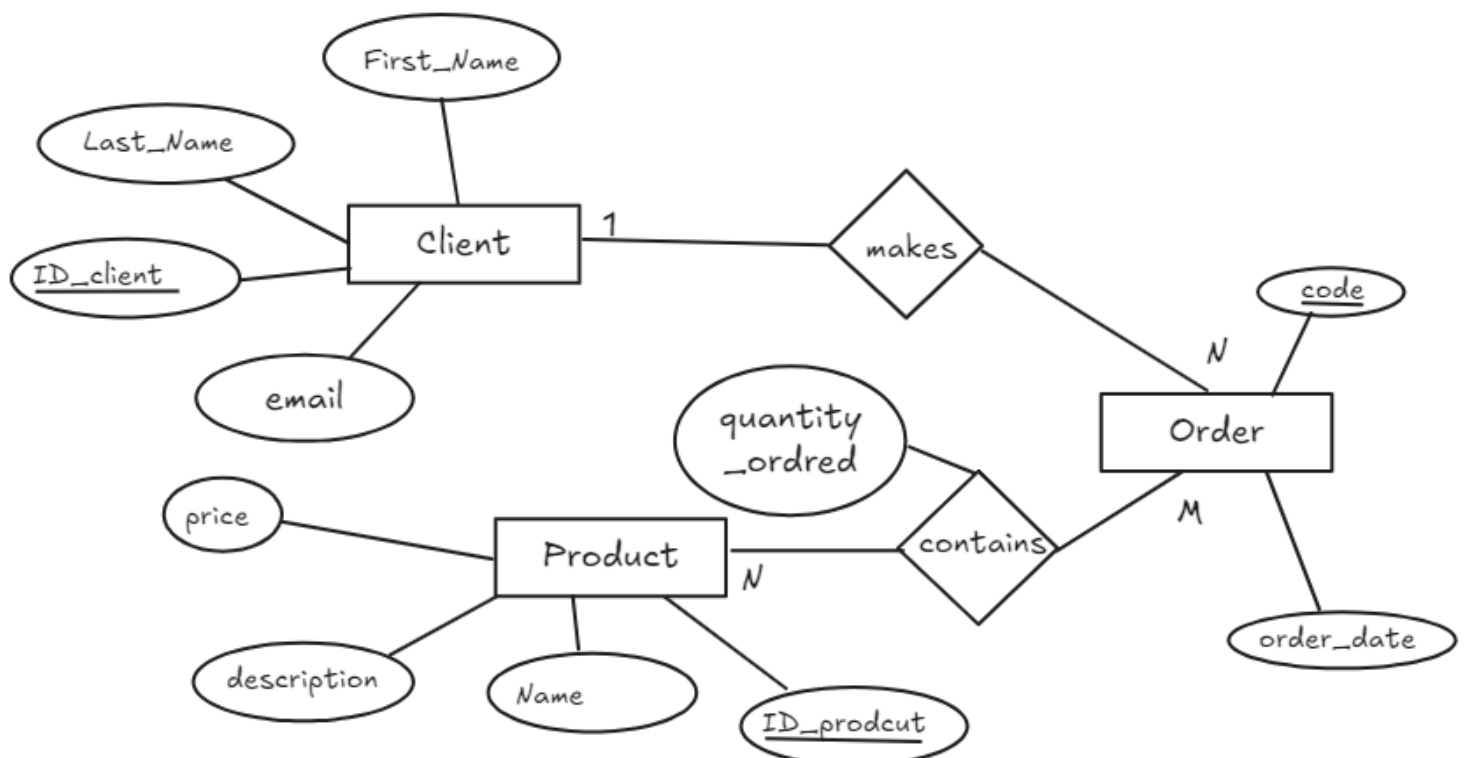 First_Name
Last_Name
Client
1
makes
ID_client
code
email
N
quantity
_ordred
Order
price
Product
N
contains
M
description
Name
ID_prodcut
order_date